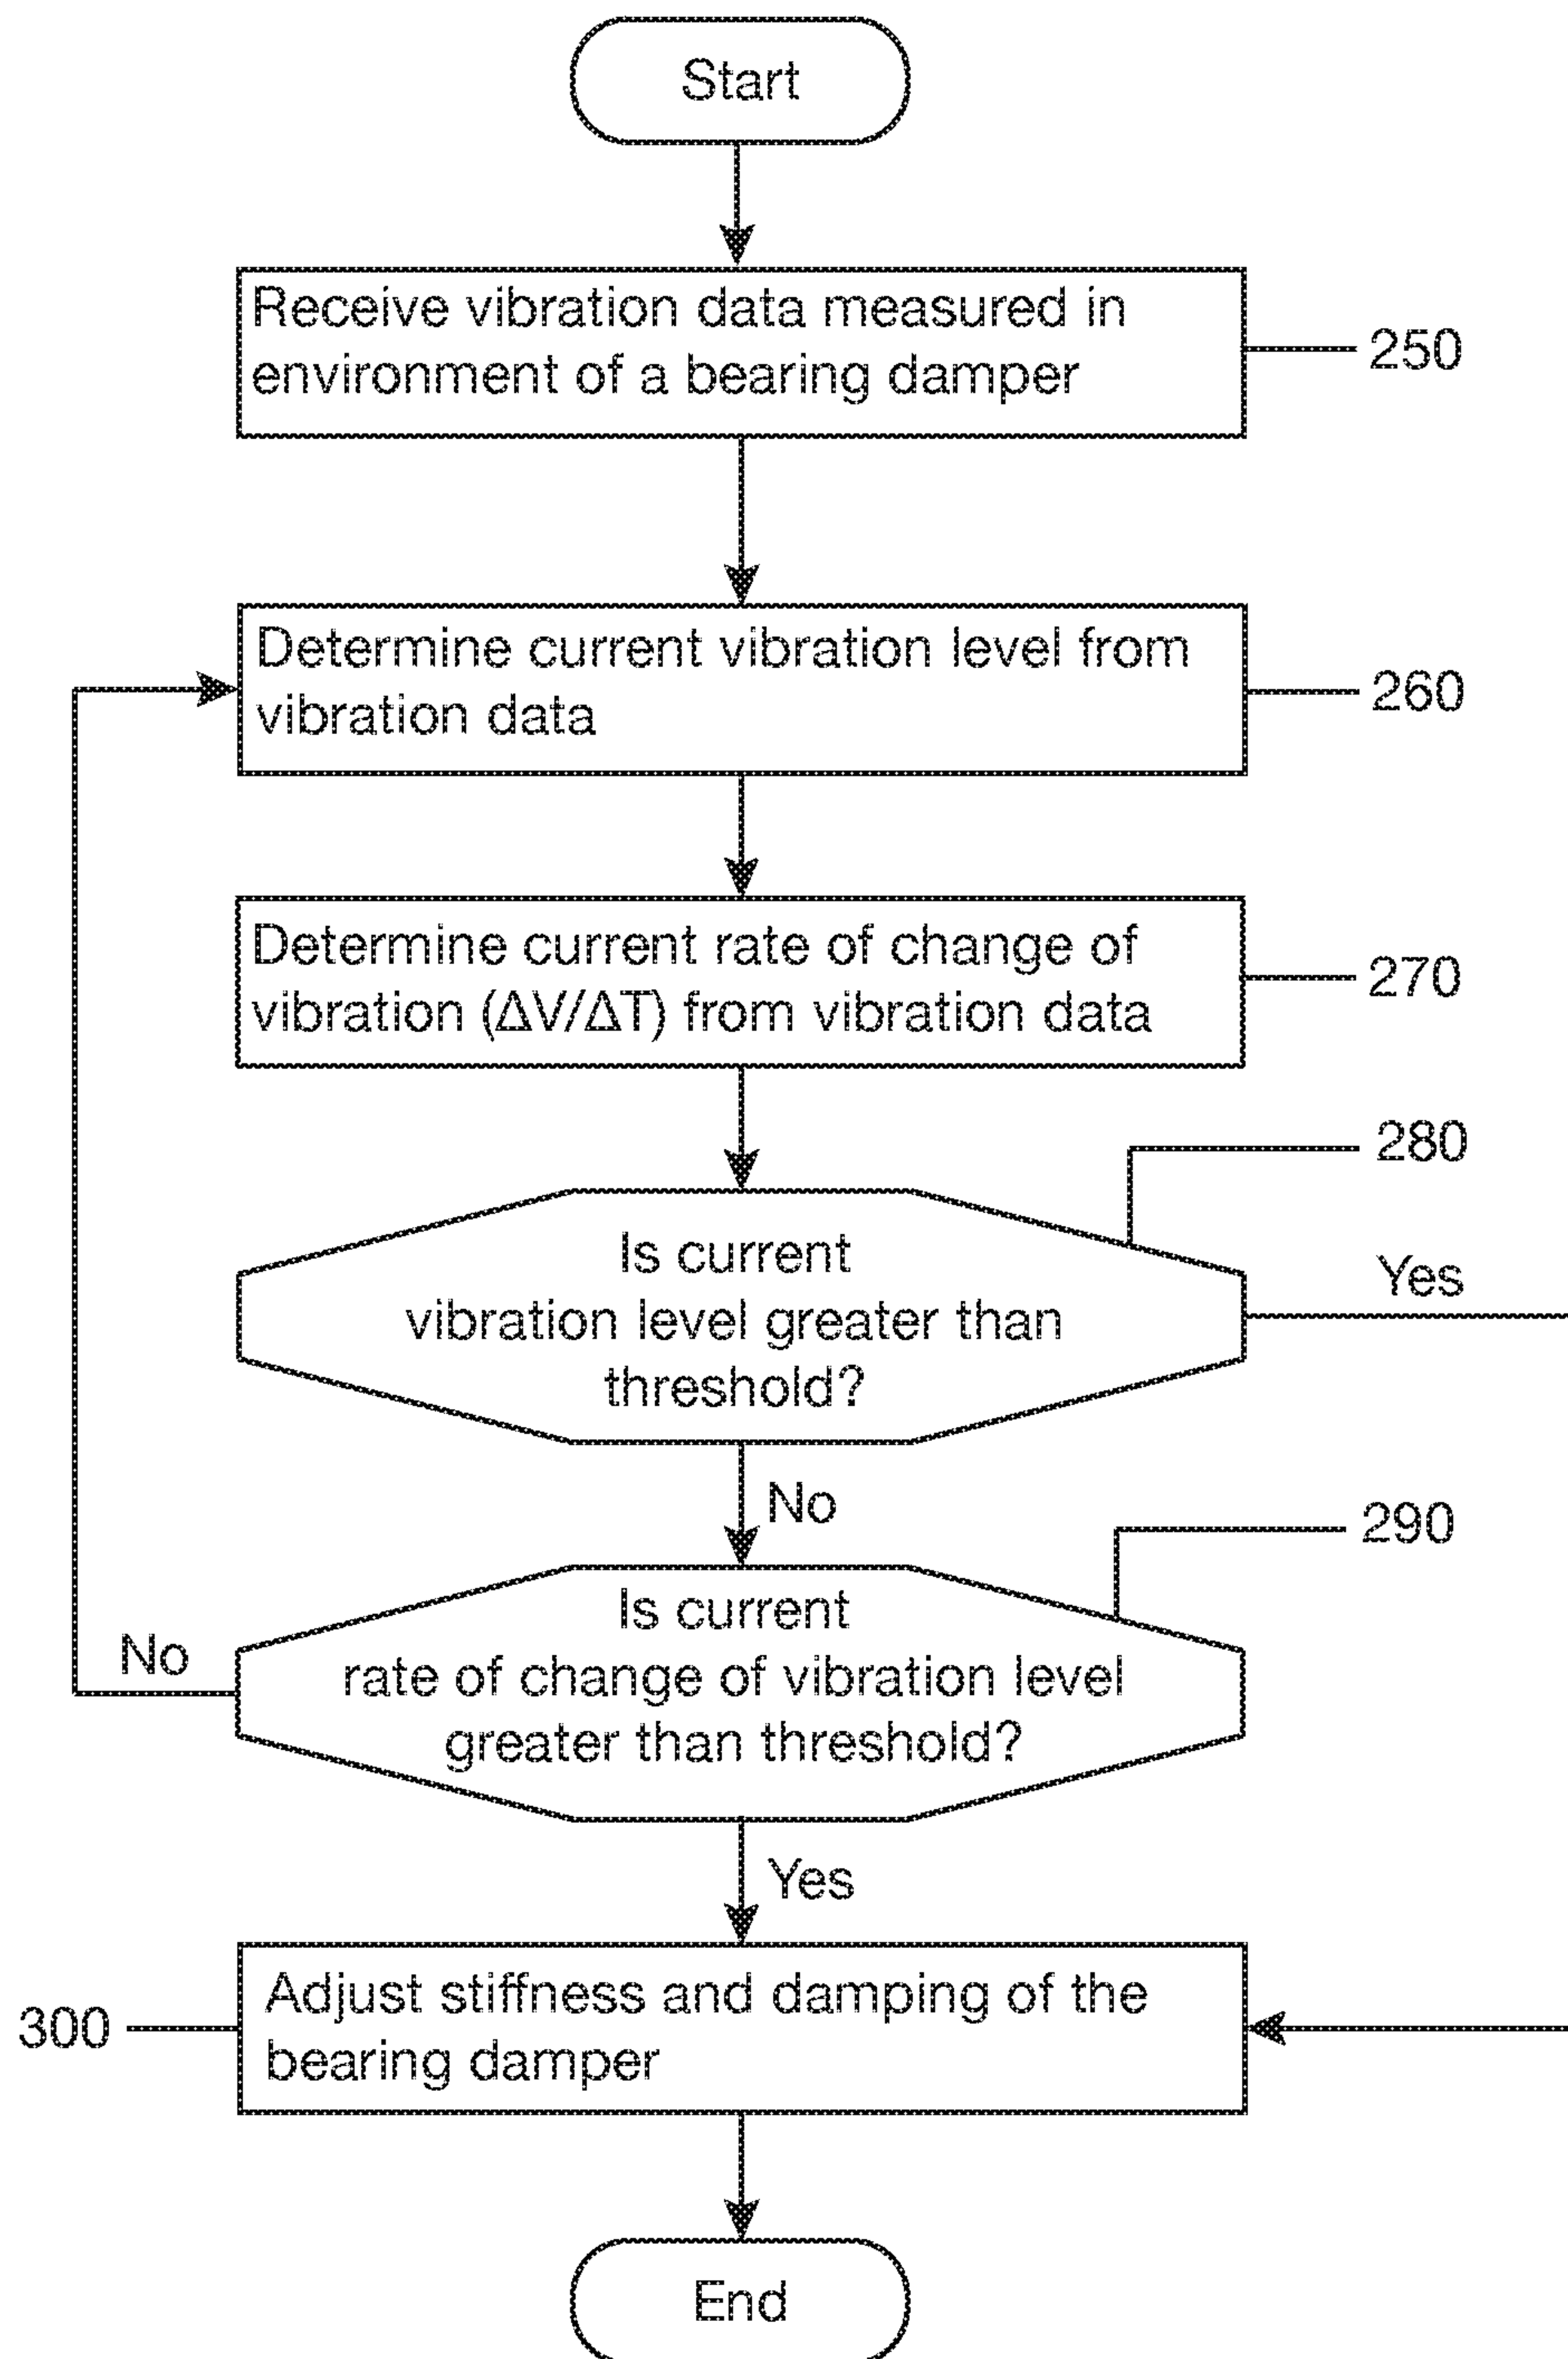 Start
Receive vibration data measured in
environment of a bearing damper
250
Determine current vibration level from
vibration data
260
Determine current rate of change of
vibration (ΔV/ΔT) from vibration data
270
280
Is current
vibration level greater than
threshold?
Yes
No
290
Is current
rate of change of vibration level
greater than threshold?
No
Yes
Adjust stiffness and damping of the
bearing damper
300
End